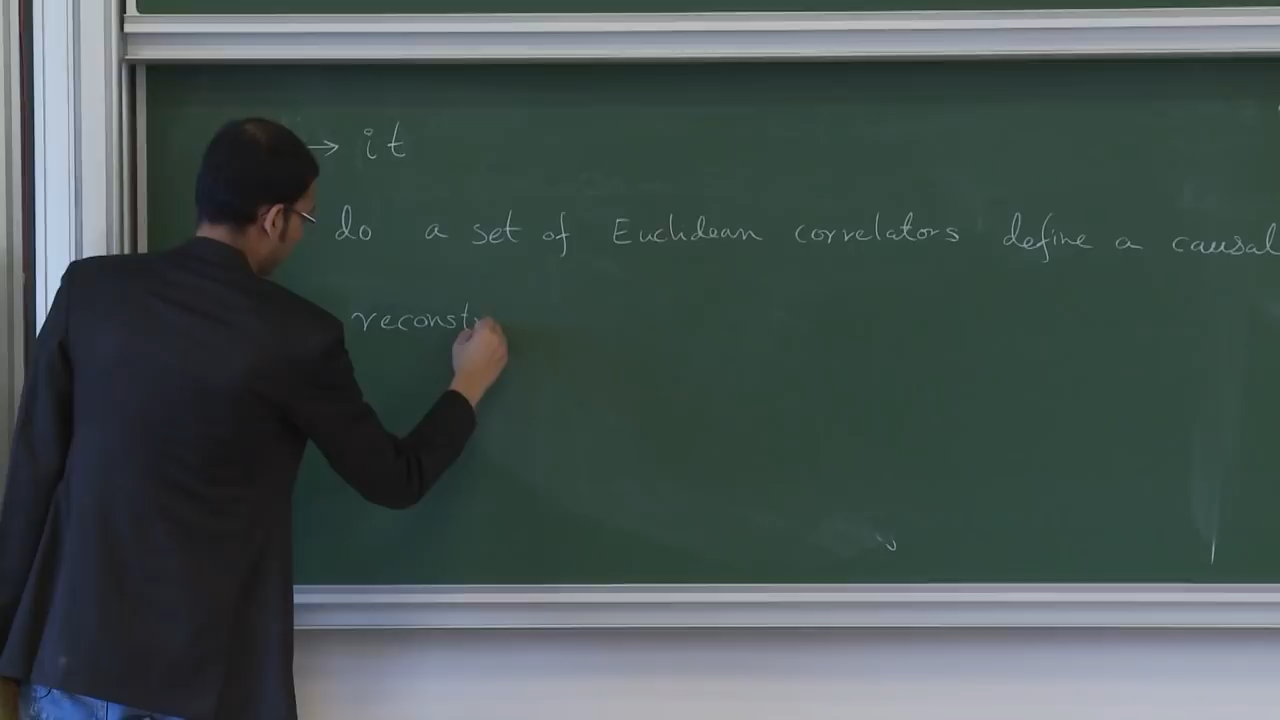 → it
do a set of Euclidean correlators define a causal
reconst